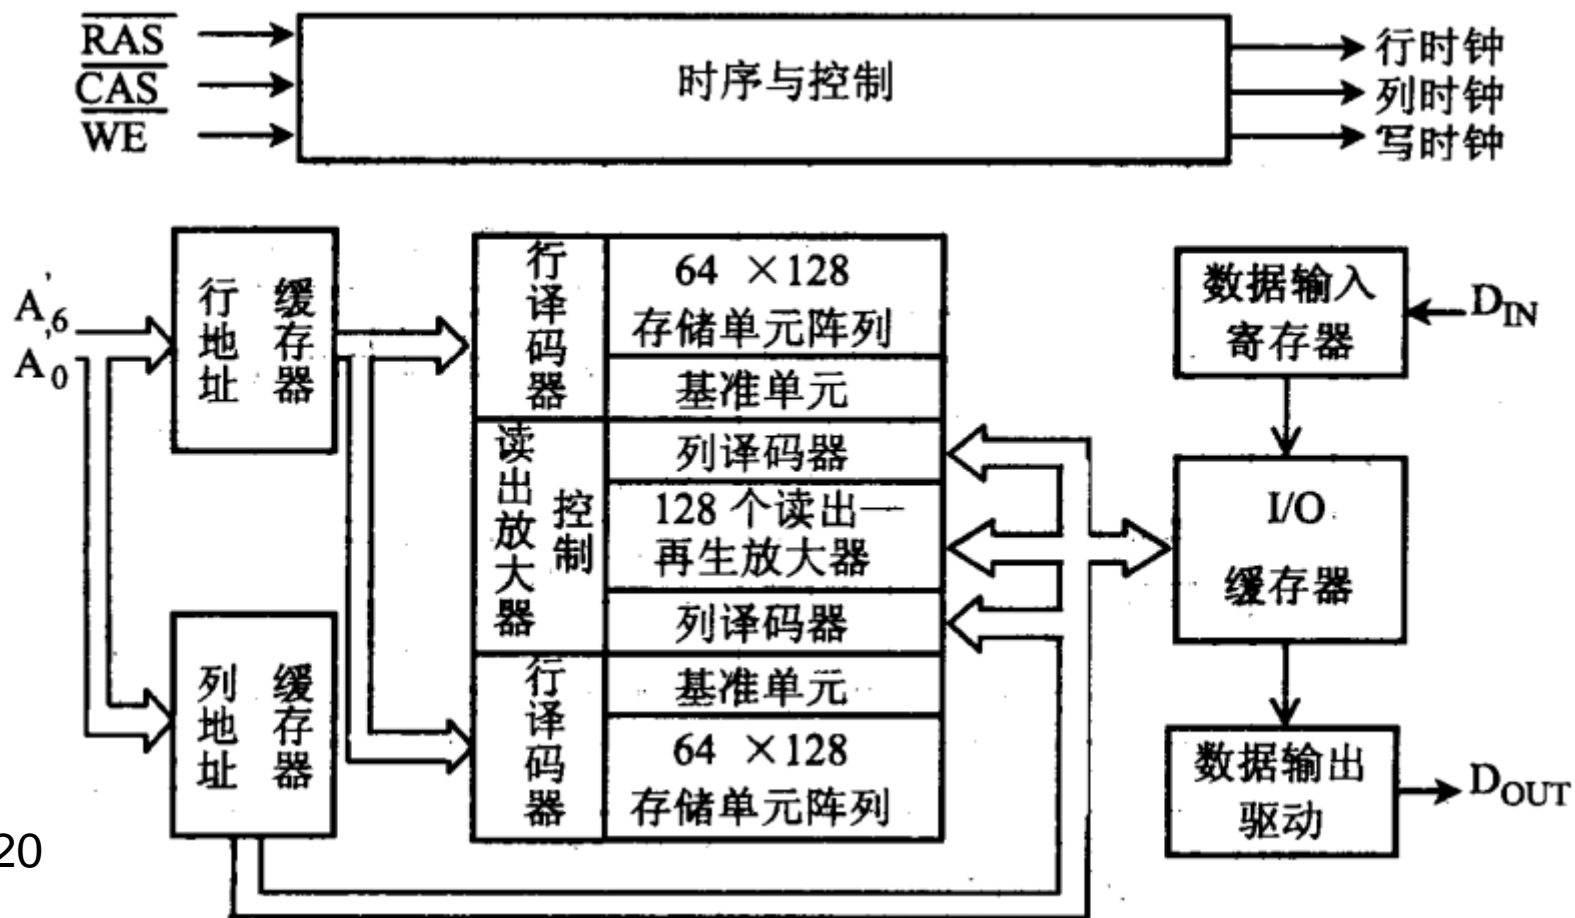 RAS
CAS
WE
时序与控制
行时钟
列时钟
写时钟
A'6
A'0
行地址
缓存器
列地址
缓存器
行译码器
64 ×128
存储单元阵列
基准单元
读出放大器
控制
列译码器
128 个读出—
再生放大器
列译码器
行译码器
基准单元
64 ×128
存储单元阵列
数据输入
寄存器
DIN
I/O
缓存器
数据输出
驱动
DOUT
20